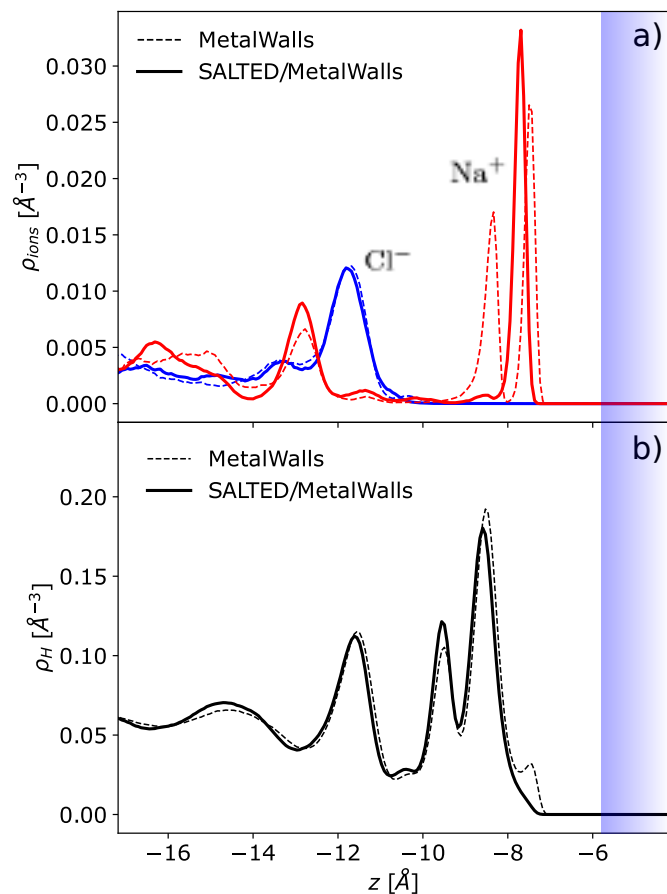 a)
MetalWalls
SALTED/MetalWalls
0.030
0.025
0.020
0.015
0.010
0.005
0.000
ρ_ions [Å⁻³]
Na⁺
Cl⁻
b)
MetalWalls
SALTED/MetalWalls
0.20
0.15
0.10
0.05
0.00
ρ_H [Å⁻³]
−16 −14 −12 −10 −8 −6
z [Å]